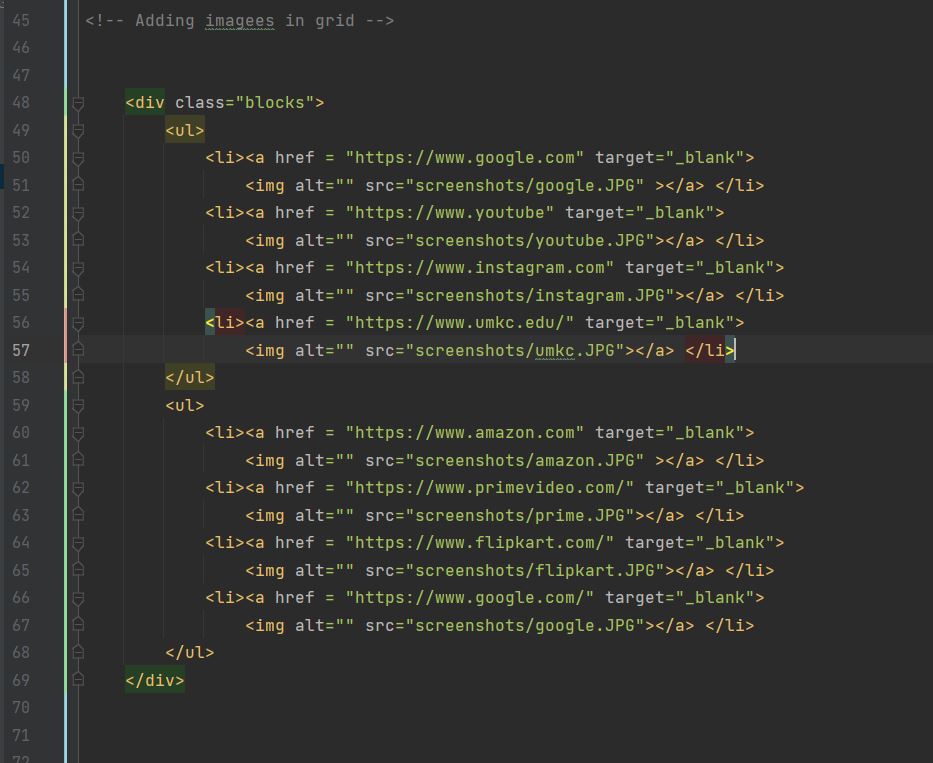 45 <!-- Adding imagees in grid -->
46
47
48 <div class="blocks">
49 <ul>
50 <li><a href = "https://www.google.com" target="_blank">
51 <img alt="" src="screenshots/google.JPG" ></a> </li>
52 <li><a href = "https://www.youtube" target="_blank">
53 <img alt="" src="screenshots/youtube.JPG"></a> </li>
54 <li><a href = "https://www.instagram.com" target="_blank">
55 <img alt="" src="screenshots/instagram.JPG"></a> </li>
56 <li><a href = "https://www.umkc.edu/" target="_blank">
57 <img alt="" src="screenshots/umkc.JPG"></a> </li>
58 </ul>
59 <ul>
60 <li><a href = "https://www.amazon.com" target="_blank">
61 <img alt="" src="screenshots/amazon.JPG" ></a> </li>
62 <li><a href = "https://www.primevideo.com/" target="_blank">
63 <img alt="" src="screenshots/prime.JPG"></a> </li>
64 <li><a href = "https://www.flipkart.com/" target="_blank">
65 <img alt="" src="screenshots/flipkart.JPG"></a> </li>
66 <li><a href = "https://www.google.com/" target="_blank">
67 <img alt="" src="screenshots/google.JPG"></a> </li>
68 </ul>
69 </div>
70
71
72